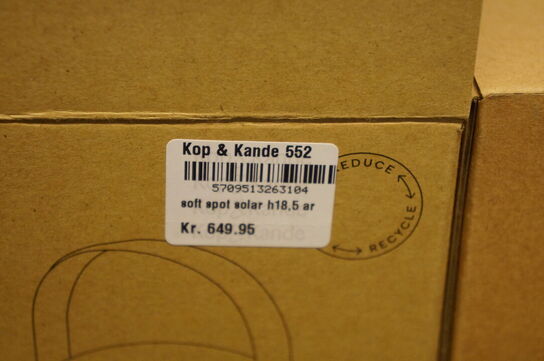 Kop & Kande 552
5709513263104
soft spot solar h18,5 ar
Kr. 649.95
REDUCE
RECYCLE